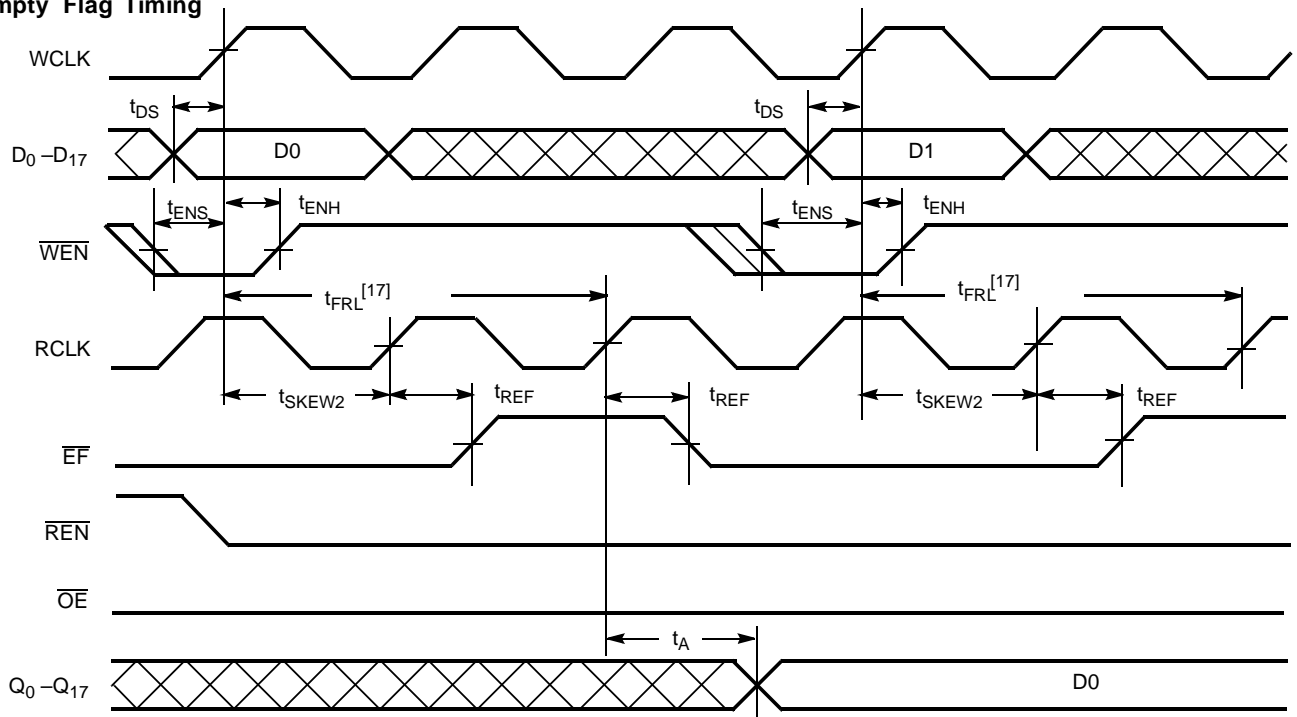 mpty Flag Timing
WCLK
tDS
tDS
D0 –D17
D0
D1
tENS
tENH
tENS
tENH
WEN
tFRL[17]
tFRL[17]
RCLK
tSKEW2
tREF
tREF
tSKEW2
tREF
EF
REN
OE
tA
Q0 –Q17
D0